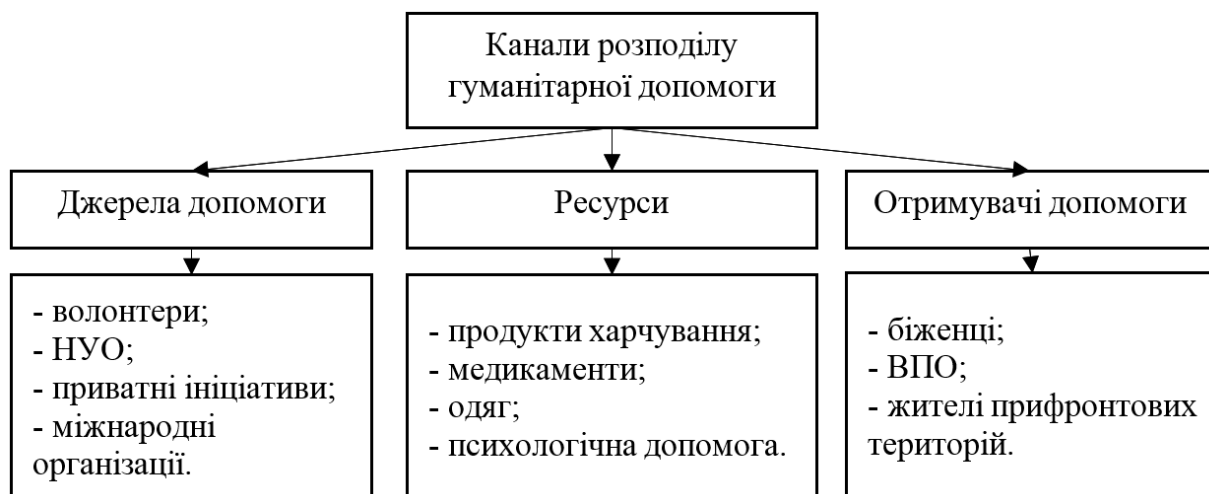 Канали розподілу
гуманітарної допомоги
Джерела допомоги
Ресурси
Отримувачі допомоги
- волонтери;
- НУО;
- приватні ініціативи;
- міжнародні
організації.
- продукти харчування;
- медикаменти;
- одяг;
- психологічна допомога.
- біженці;
- ВПО;
- жителі прифронтових
територій.